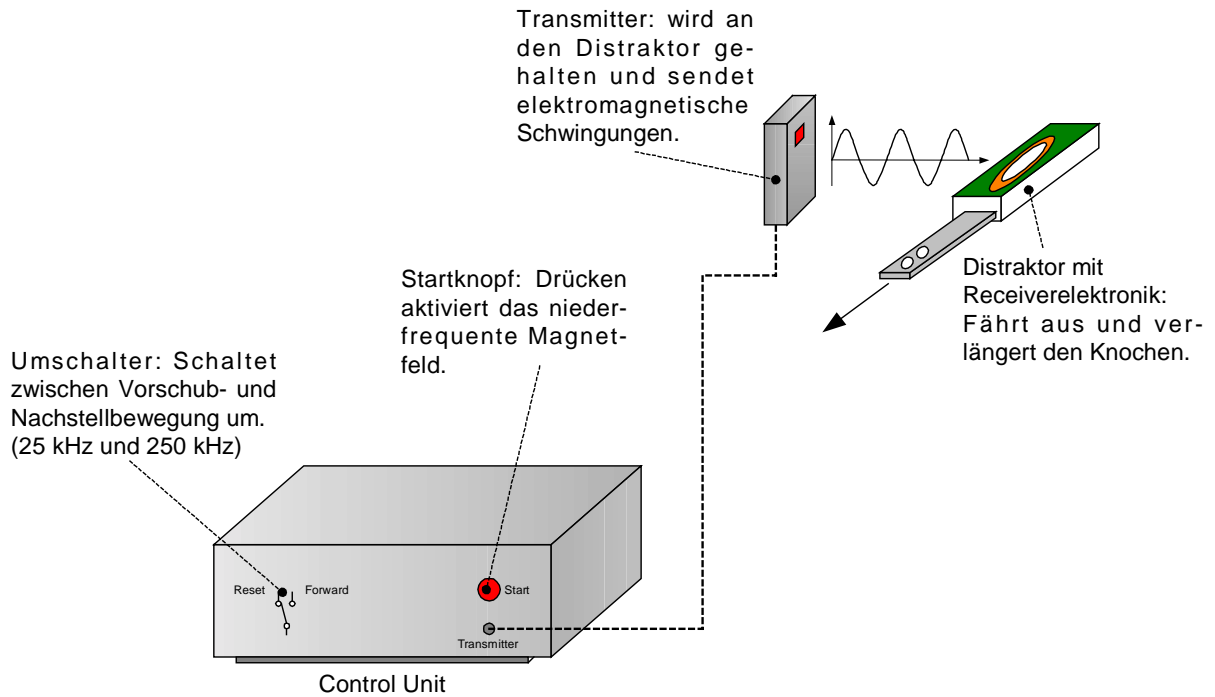 Transmitter: wird an
den Distraktor ge-
halten und sendet
elektromagnetische
Schwingungen.
Distraktor mit
Receiverelektronik:
Fährt aus und ver-
längert den Knochen.
Startknopf: Drücken
aktiviert das nieder-
frequente Magnet-
feld.
Umschalter: Schaltet
zwischen Vorschub- und
Nachstellbewegung um.
(25 kHz und 250 kHz)
Reset
Forward
Start
Transmitter
Control Unit